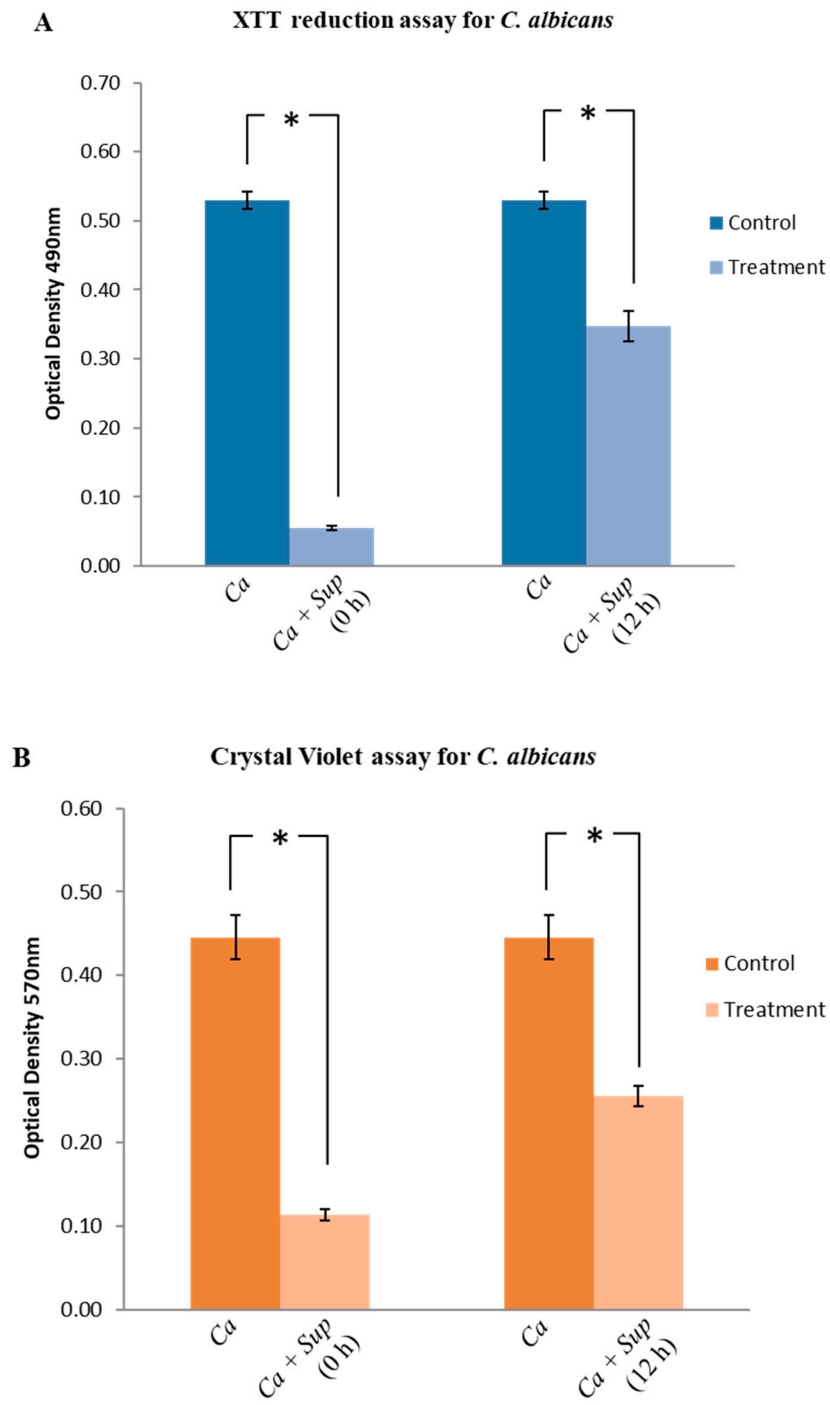 A
XTT reduction assay for C. albicans
0.70
0.60
0.50
0.40
0.30
0.20
0.10
0.00
Optical Density 490nm
*
*
Control
Treatment
Ca
Ca + Sup
(0 h)
Ca
Ca + Sup
(12 h)
B
Crystal Violet assay for C. albicans
0.60
0.50
0.40
0.30
0.20
0.10
0.00
Optical Density 570nm
*
*
Control
Treatment
Ca
Ca + Sup
(0 h)
Ca
Ca + Sup
(12 h)